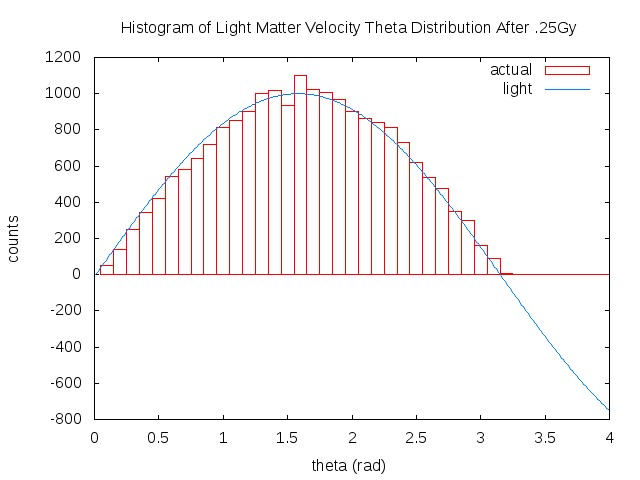 Histogram of Light Matter Velocity Theta Distribution After .25Gy
1200
1000
800
600
400
200
0
-200
-400
-600
-800
0 0.5 1 1.5 2 2.5 3 3.5 4
counts
theta (rad)
actual
light